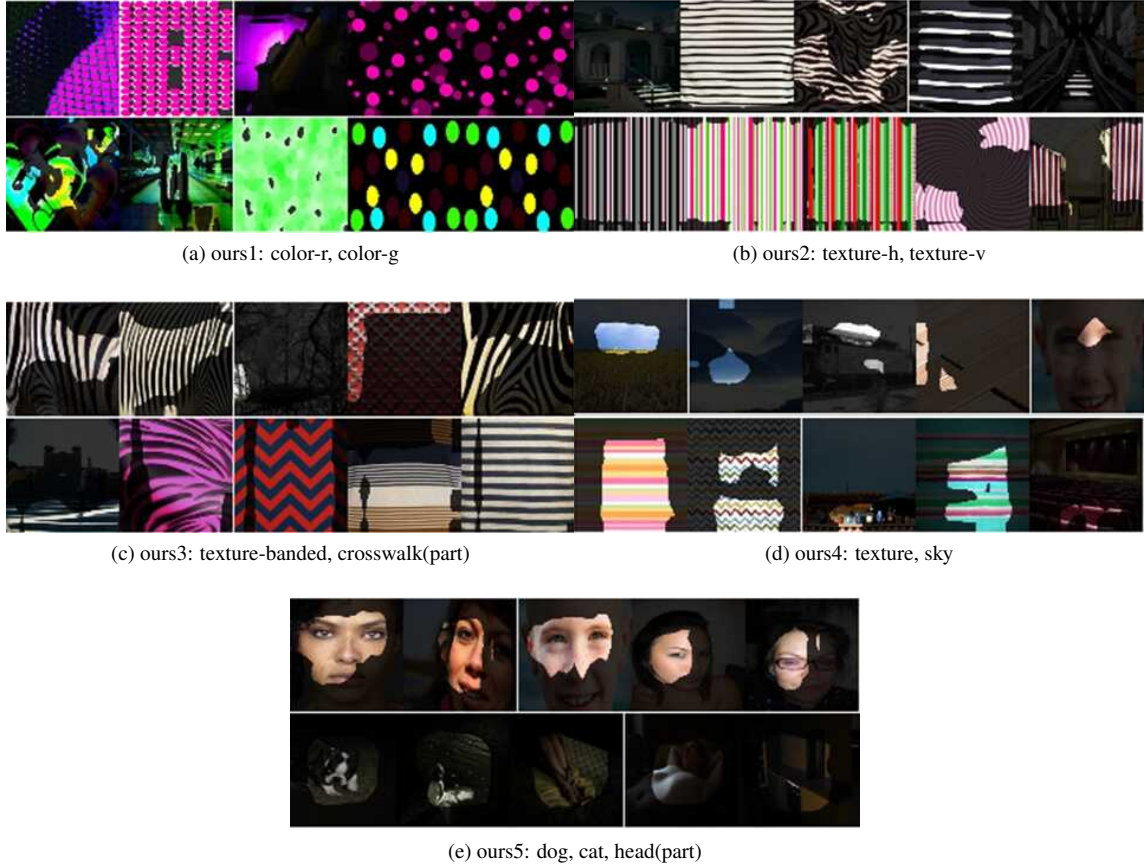 (a) ours1: color-r, color-g
(b) ours2: texture-h, texture-v
(c) ours3: texture-banded, crosswalk(part)
(d) ours4: texture, sky
(e) ours5: dog, cat, head(part)